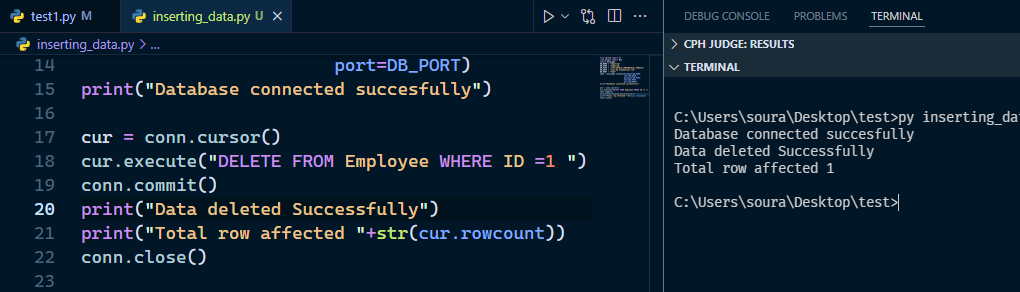 test1.py M
inserting_data.py U
inserting_data.py > ...
14 port=DB_PORT)
15 print("Database connected succesfully")
16
17 cur = conn.cursor()
18 cur.execute("DELETE FROM Employee WHERE ID =1 ")
19 conn.commit()
20 print("Data deleted Successfully")
21 print("Total row affected "+str(cur.rowcount))
22 conn.close()
23
DEBUG CONSOLE PROBLEMS TERMINAL
CPH JUDGE: RESULTS
TERMINAL
C:\Users\soura\Desktop\test>py inserting_da
Database connected succesfully
Data deleted Successfully
Total row affected 1
C:\Users\soura\Desktop\test>